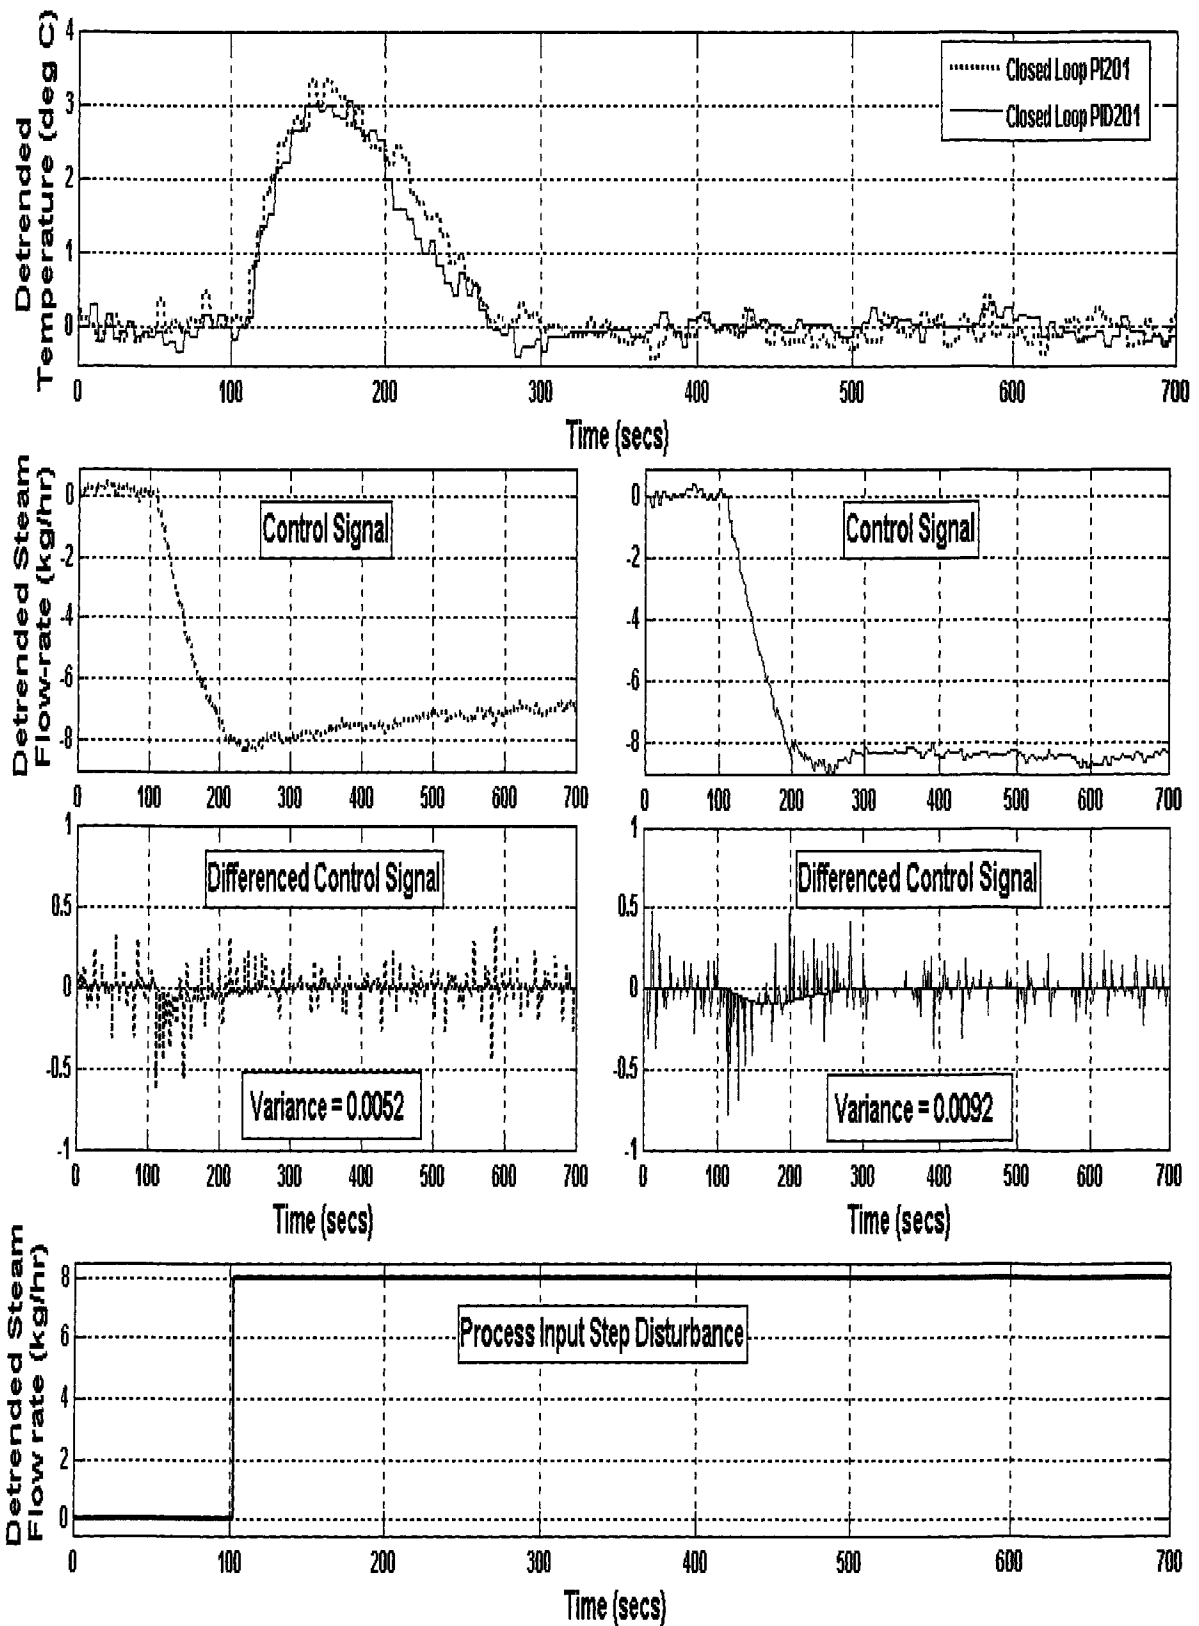 Detrended
Temperature (deg C)
4
3
2
1
0
Closed Loop PI201
Closed Loop PID201
0 100 200 300 400 500 600 700
Time (secs)
Detrended Steam
Flow-rate (kg/hr)
0
-2
-4
-6
-8
Control Signal
0 100 200 300 400 500 600 700
0
-2
-4
-6
-8
Control Signal
0 100 200 300 400 500 600 700
1
0.5
0
-0.5
-1
Differenced Control Signal
Variance = 0.0052
0 100 200 300 400 500 600 700
Time (secs)
1
0.5
0
-0.5
-1
Differenced Control Signal
Variance = 0.0092
0 100 200 300 400 500 600 700
Time (secs)
Detrended Steam
Flow rate (kg/hr)
8
6
4
2
0
Process Input Step Disturbance
0 100 200 300 400 500 600 700
Time (secs)